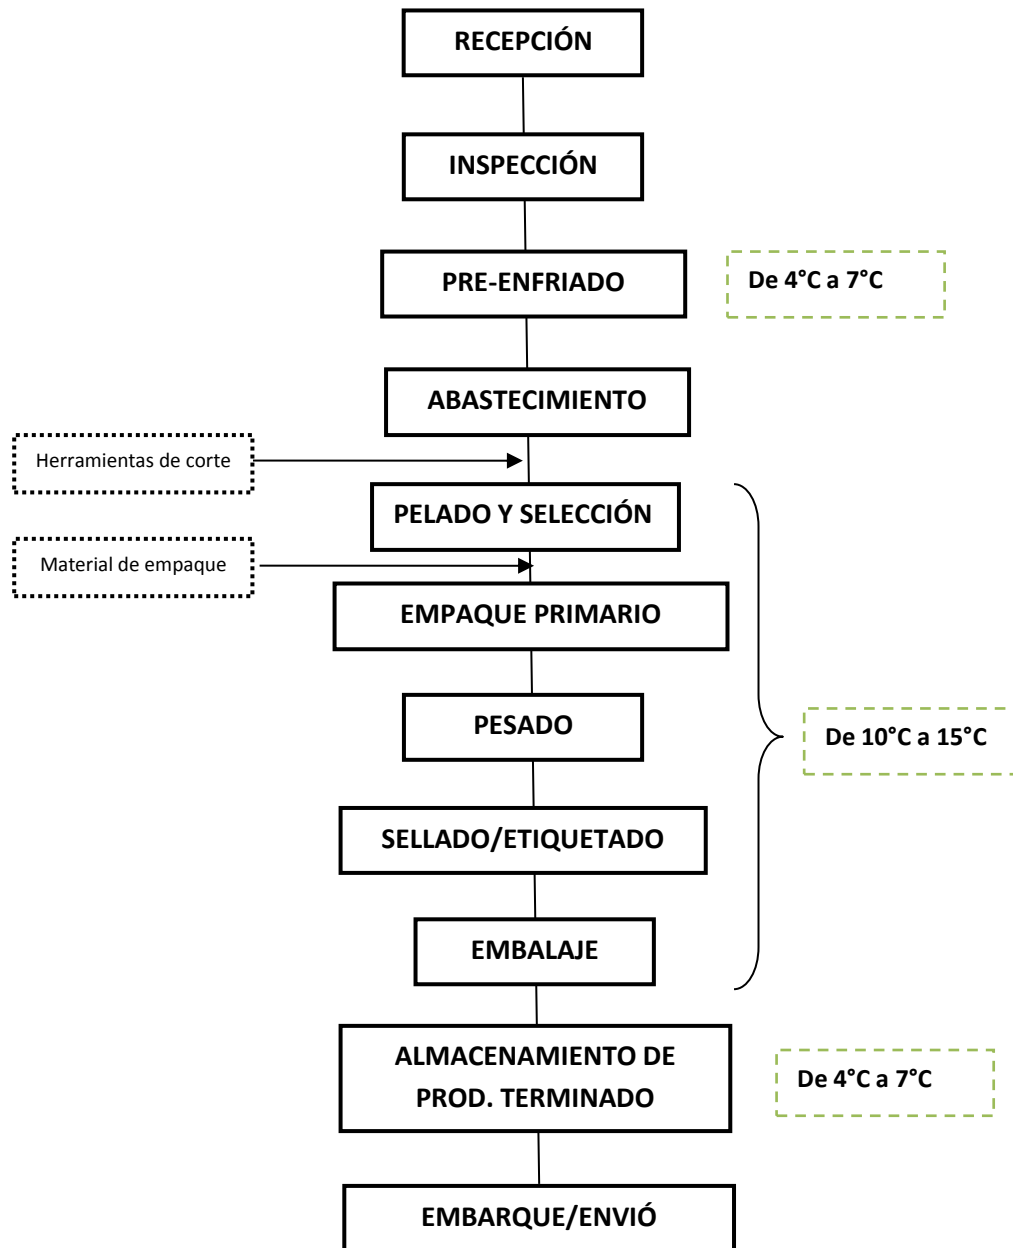 RECEPCIÓN
INSPECCIÓN
PRE-ENFRIADO
De 4°C a 7°C
ABASTECIMIENTO
Herramientas de corte
PELADO Y SELECCIÓN
Material de empaque
EMPAQUE PRIMARIO
PESADO
De 10°C a 15°C
SELLADO/ETIQUETADO
EMBALAJE
ALMACENAMIENTO DE
PROD. TERMINADO
De 4°C a 7°C
EMBARQUE/ENVIÓ